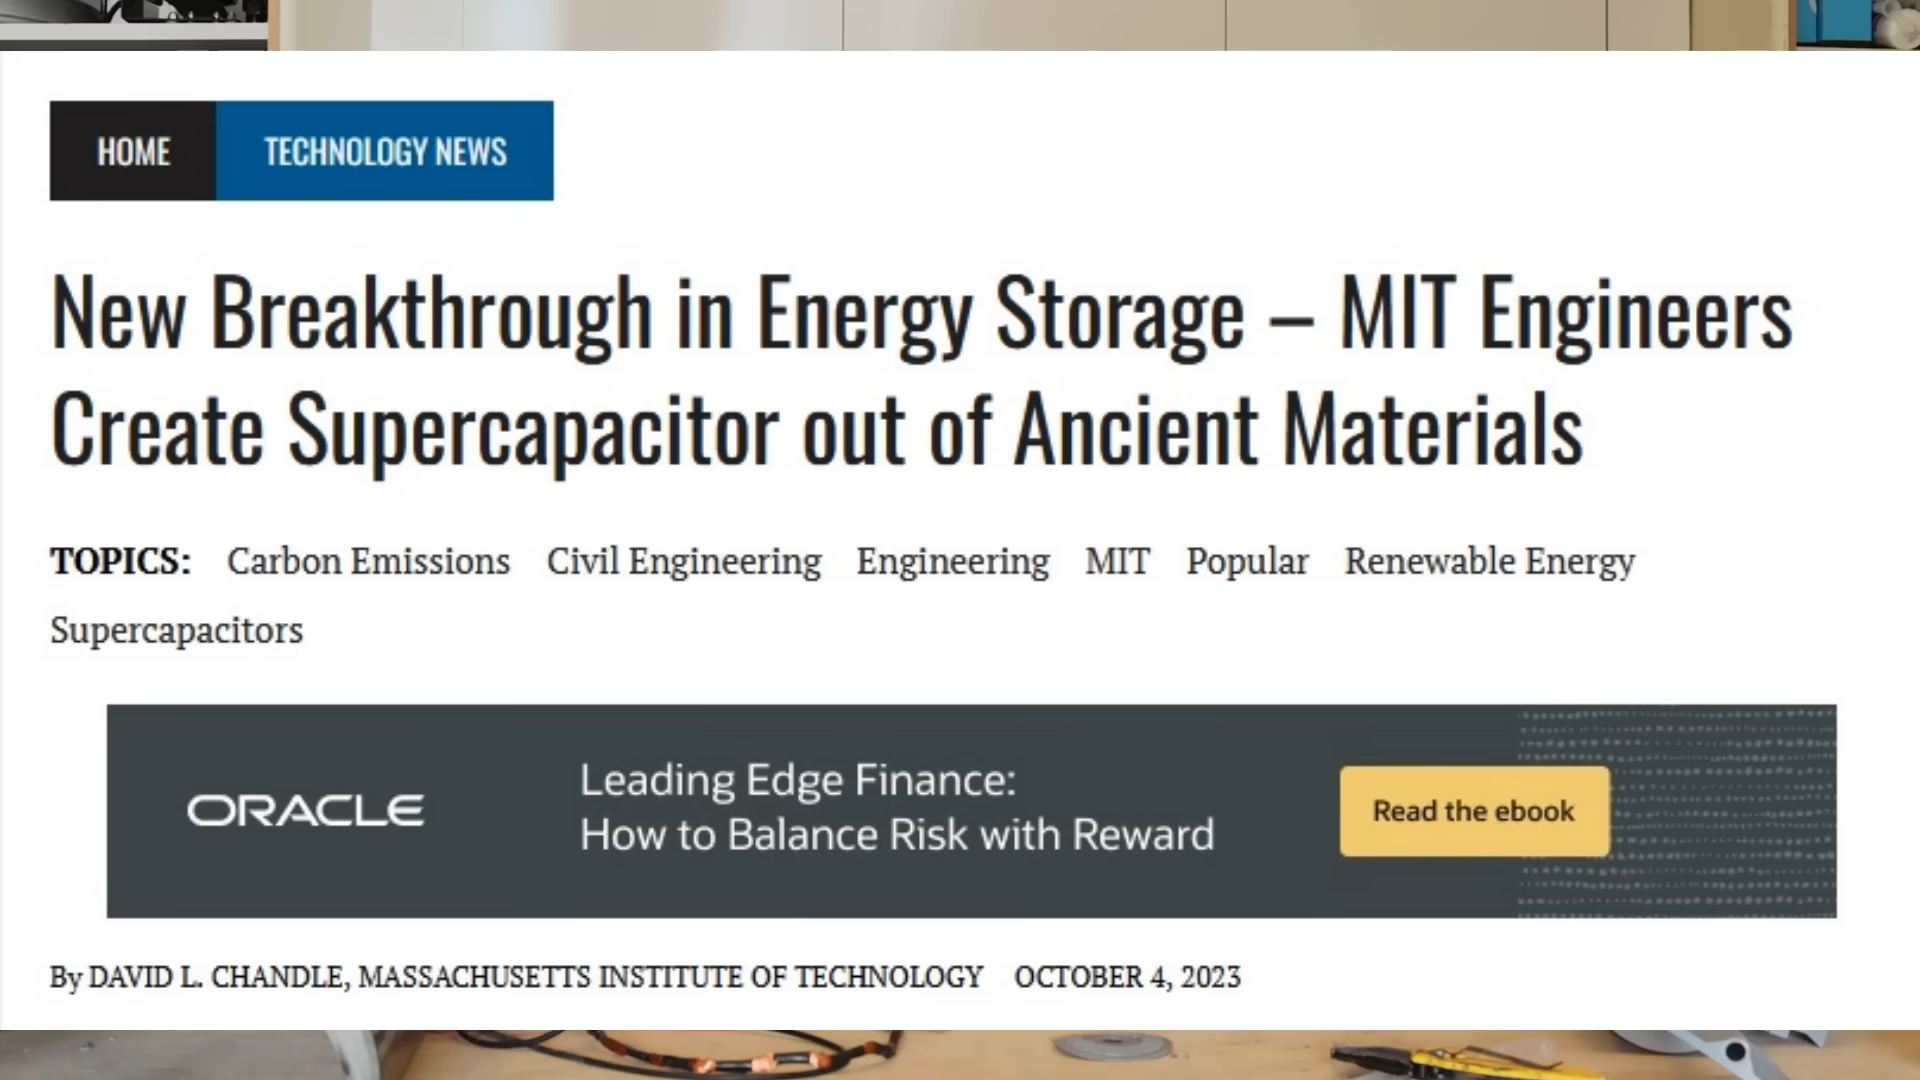 HOME TECHNOLOGY NEWS
New Breakthrough in Energy Storage – MIT Engineers
Create Supercapacitor out of Ancient Materials
TOPICS: Carbon Emissions Civil Engineering Engineering MIT Popular Renewable Energy
Supercapacitors
ORACLE
Leading Edge Finance:
How to Balance Risk with Reward
Read the ebook
By DAVID L. CHANDLE, MASSACHUSETTS INSTITUTE OF TECHNOLOGY OCTOBER 4, 2023